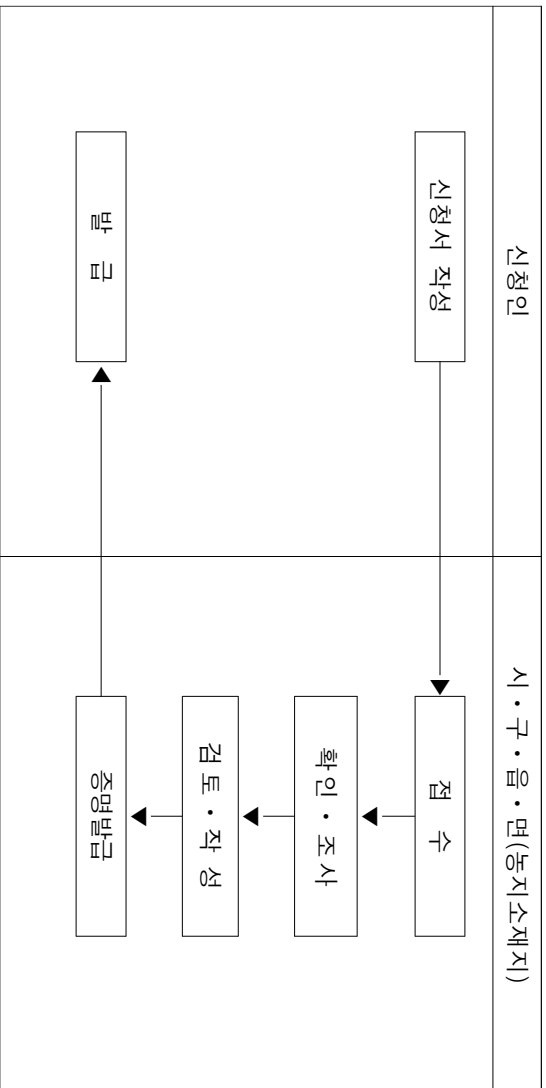 신청인
시·구·읍·면(농지소재지)
신청서 작성
접 수
확인·조사
검토·작성
증명발급
발 급